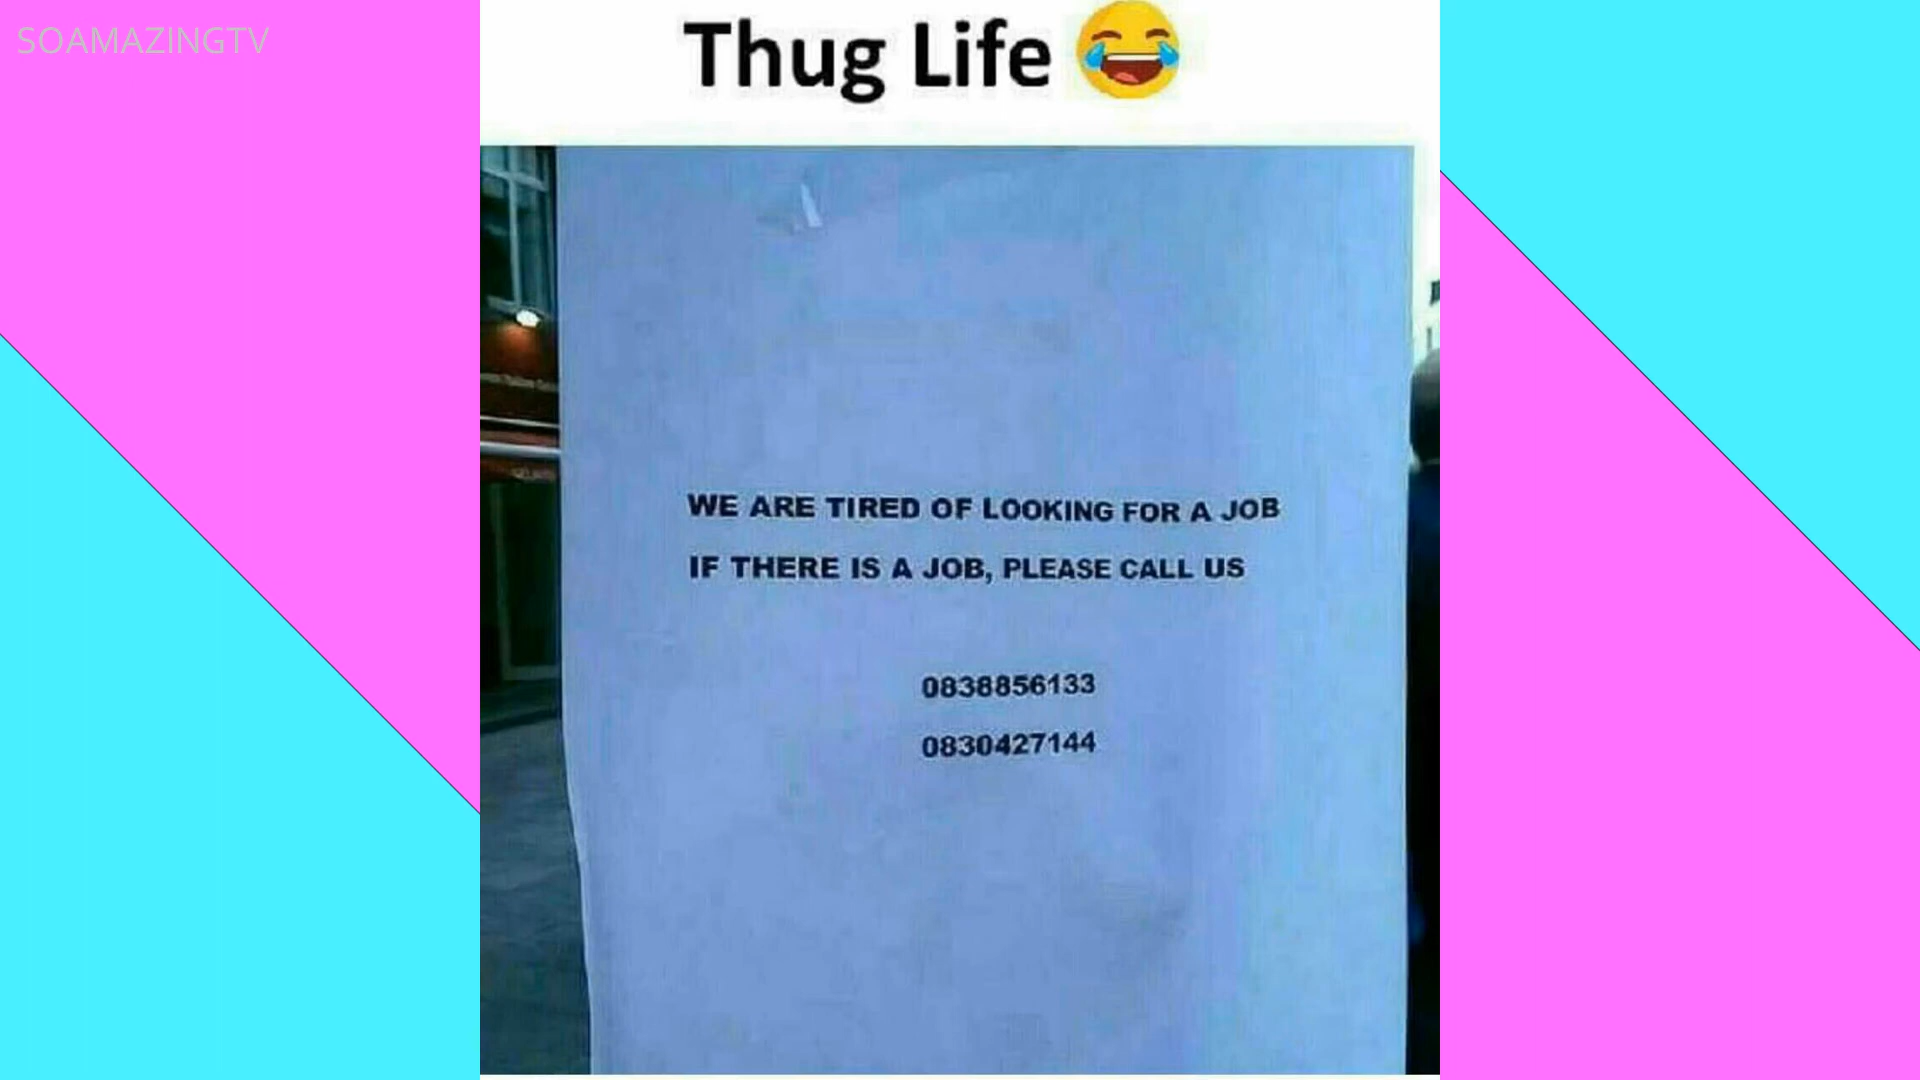 SOAMAZINGTV
Thug Life 😂
WE ARE TIRED OF LOOKING FOR A JOB
IF THERE IS A JOB, PLEASE CALL US
0838856133
0830427144